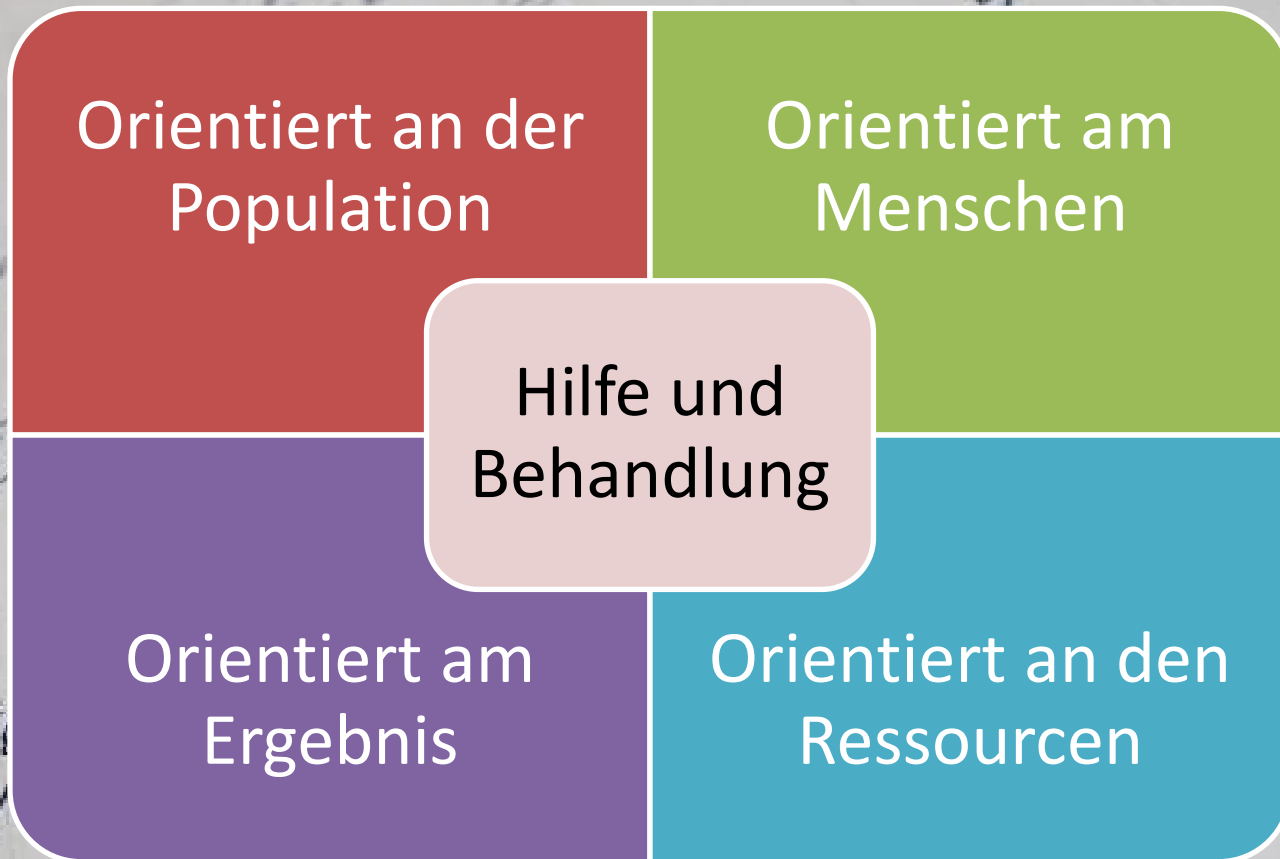 Orientiert an der
Population
Orientiert am
Menschen
Hilfe und
Behandlung
Orientiert am
Ergebnis
Orientiert an den
Ressourcen